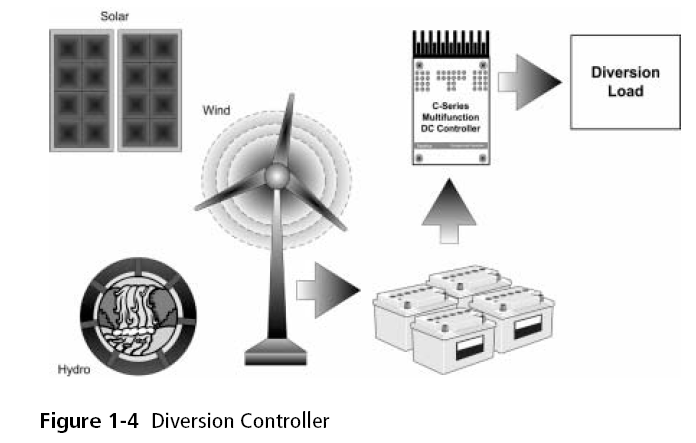 Solar
Wind
Hydro
C-Series
Multifunction
DC Controller
Diversion
Load
Figure 1-4 Diversion Controller